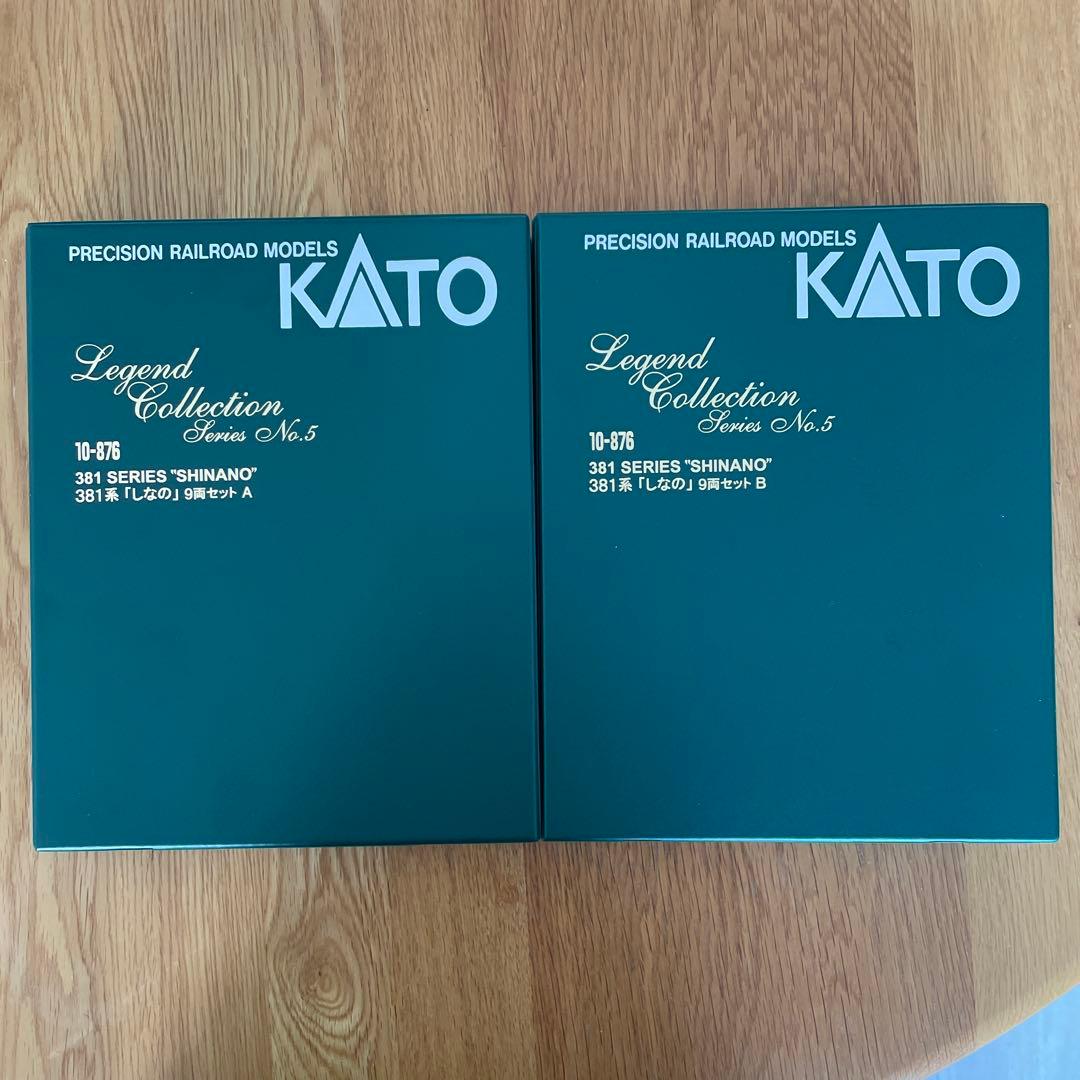 PRECISION RAILROAD MODELS
KATO
Legend
Collection
Series No.5
10-876
381 SERIES "SHINANO"
381系「しなの」9両セット A
PRECISION RAILROAD MODELS
KATO
Legend
Collection
Series No.5
10-876
381 SERIES "SHINANO"
381系「しなの」9両セット B